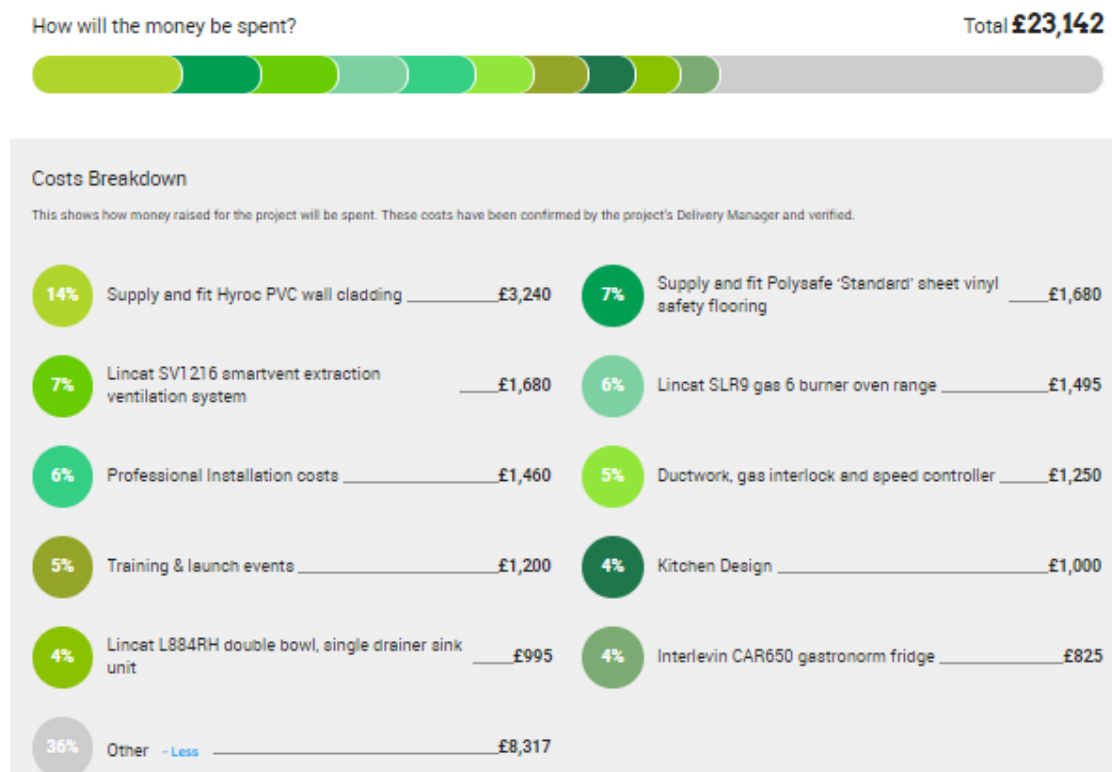 How will the money be spent?
Total £23,142
Costs Breakdown
This shows how money raised for the project will be spent. These costs have been confirmed by the project's Delivery Manager and verified.
14% Supply and fit Hyroc PVC wall cladding £3,240
7% Supply and fit Polysafe 'Standard' sheet vinyl
safety flooring £1,680
7% Lincat SV1216 smartvent extraction
ventilation system £1,680
6% Lincat SLR9 gas 6 burner oven range £1,495
6% Professional Installation costs £1,460
5% Ductwork, gas interlock and speed controller £1,250
5% Training & launch events £1,200
4% Kitchen Design £1,000
4% Lincat L884RH double bowl, single drainer sink
unit £995
4% Interlevin CAR650 gastronorm fridge £825
36% Other - Less £8,317